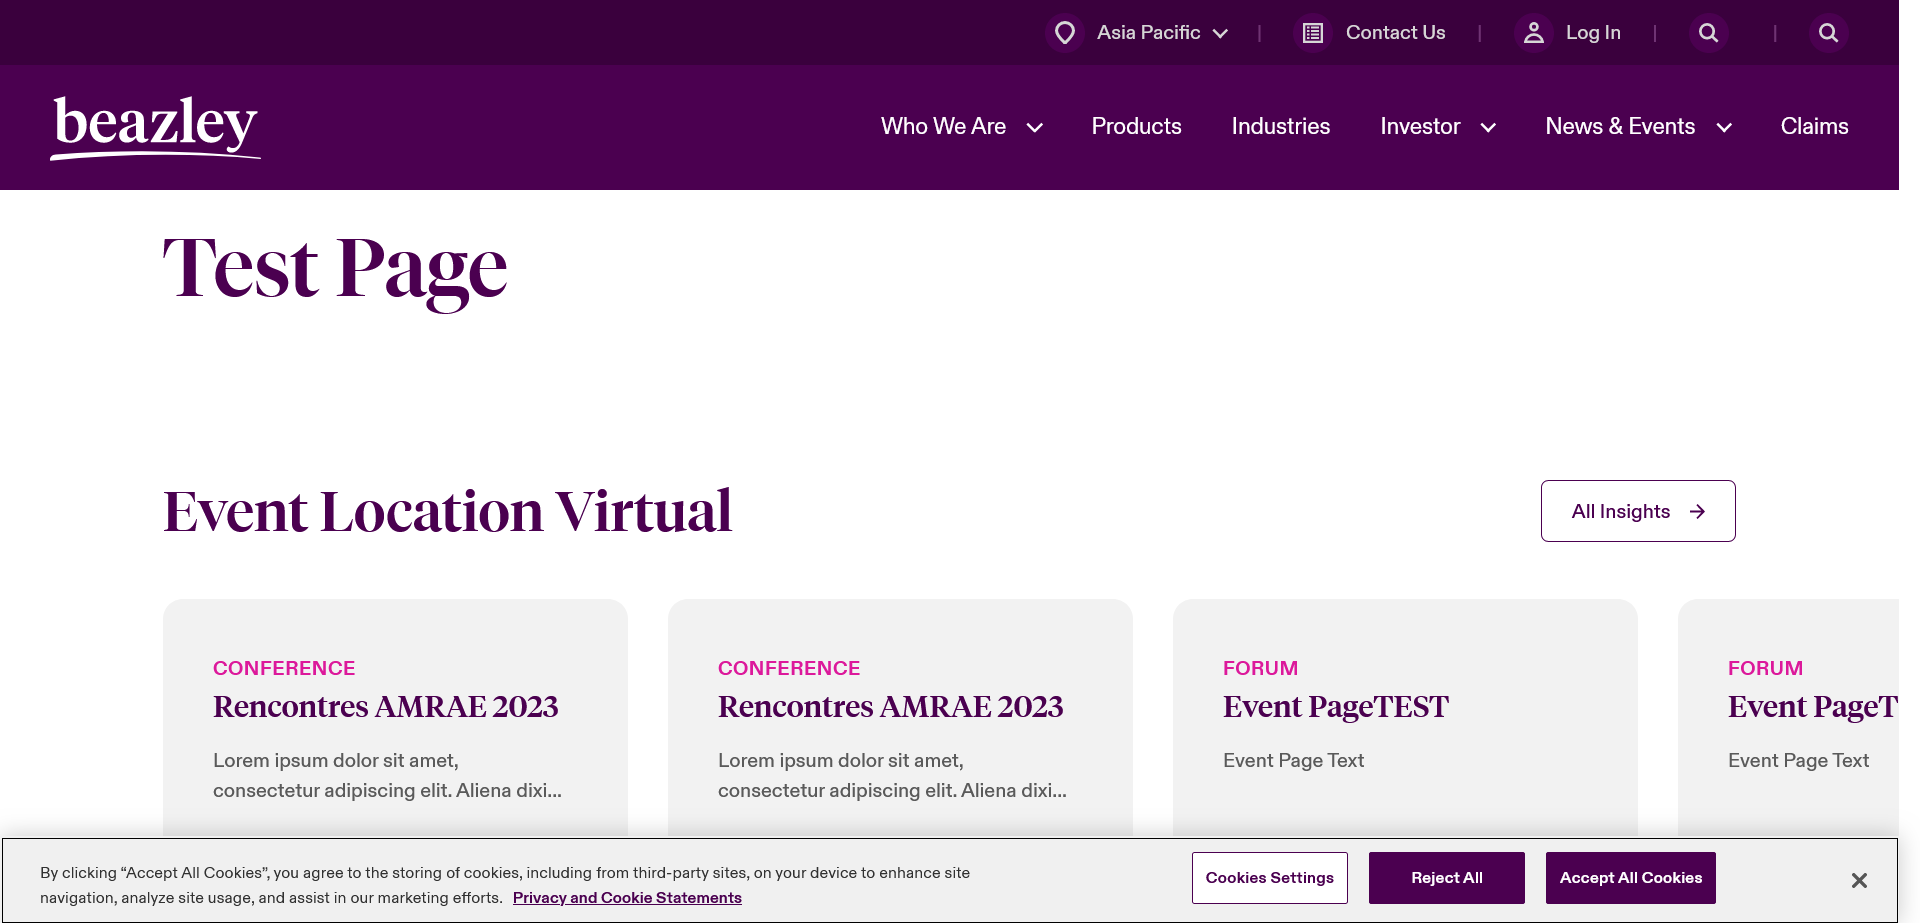 Asia Pacific | Contact Us | Log In | |
beazley
Who We Are Products Industries Investor News & Events Claims
Test Page
Event Location Virtual
All Insights
CONFERENCE
Rencontres AMRAE 2023
Lorem ipsum dolor sit amet,
consectetur adipiscing elit. Aliena dixi...
CONFERENCE
Rencontres AMRAE 2023
Lorem ipsum dolor sit amet,
consectetur adipiscing elit. Aliena dixi...
FORUM
Event PageTEST
Event Page Text
FORUM
Event PageT
Event Page Text
By clicking “Accept All Cookies”, you agree to the storing of cookies, including from third-party sites, on your device to enhance site
navigation, analyze site usage, and assist in our marketing efforts. Privacy and Cookie Statements
Cookies Settings
Reject All
Accept All Cookies